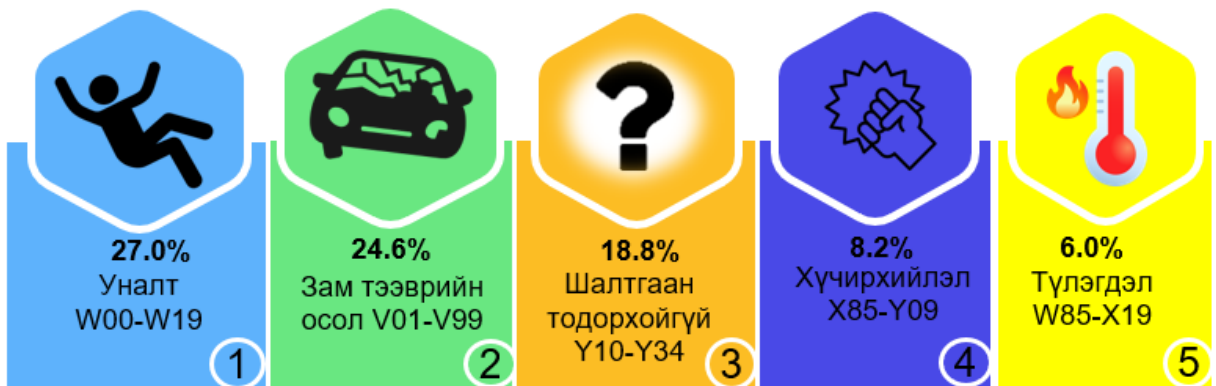 27.0%
Уналт
W00-W19
1
24.6%
Зам тээврийн
осол V01-V99
2
?
18.8%
Шалтгаан
тодорхойгүй
Y10-Y34
3
8.2%
Хүчирхийлэл
X85-Y09
4
6.0%
Түлэгдэл
W85-X19
5